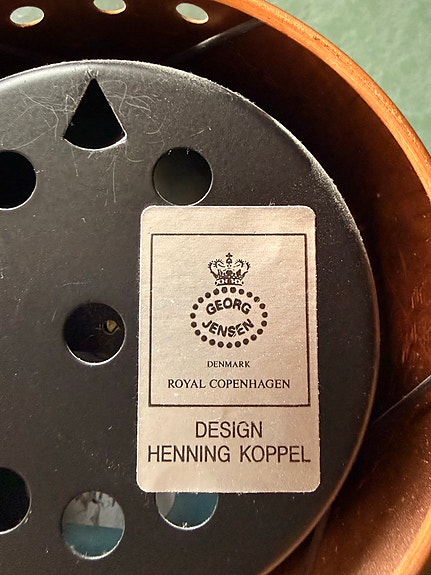 GEORG
JENSEN
DENMARK
ROYAL COPENHAGEN
DESIGN
HENNING KOPPEL